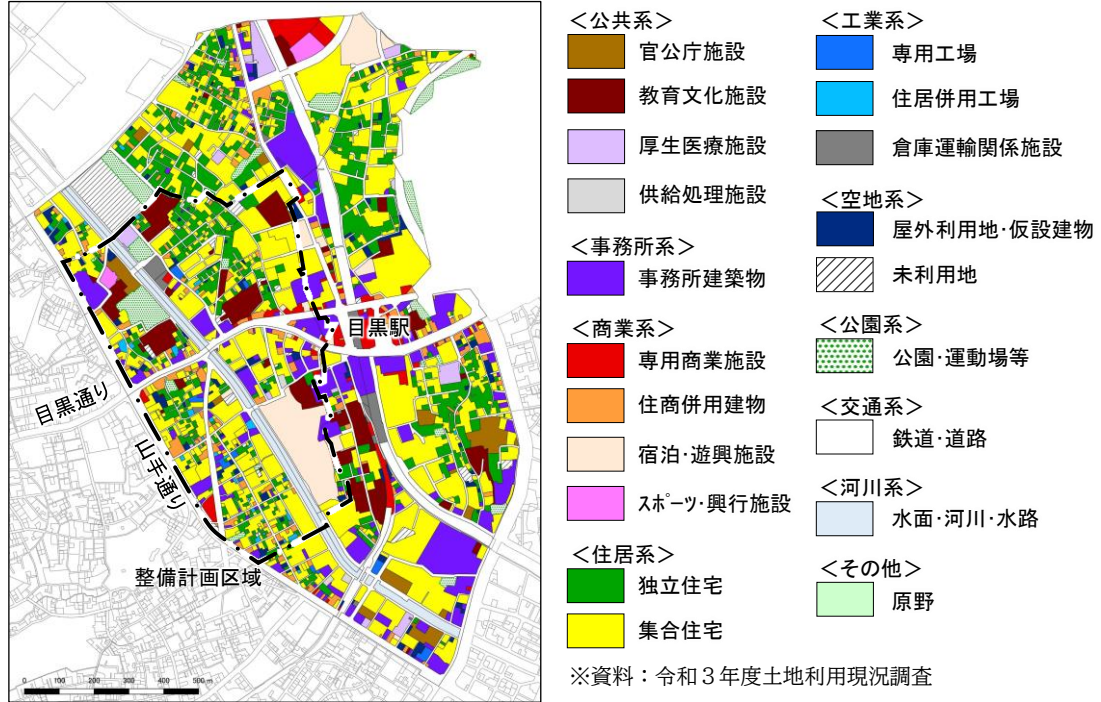 目黒駅
目黒通り
山手通り
整備計画区域
0 100 200 300 400 500 m
＜公共系＞
官公庁施設
教育文化施設
厚生医療施設
供給処理施設
＜事務所系＞
事務所建築物
＜商業系＞
専用商業施設
住商併用建物
宿泊・遊興施設
スポーツ・興行施設
＜住居系＞
独立住宅
集合住宅
＜工業系＞
専用工場
住居併用工場
倉庫運輸関係施設
＜空地系＞
屋外利用地・仮設建物
未利用地
＜公園系＞
公園・運動場等
＜交通系＞
鉄道・道路
＜河川系＞
水面・河川・水路
＜その他＞
原野
※資料：令和３年度土地利用現況調査